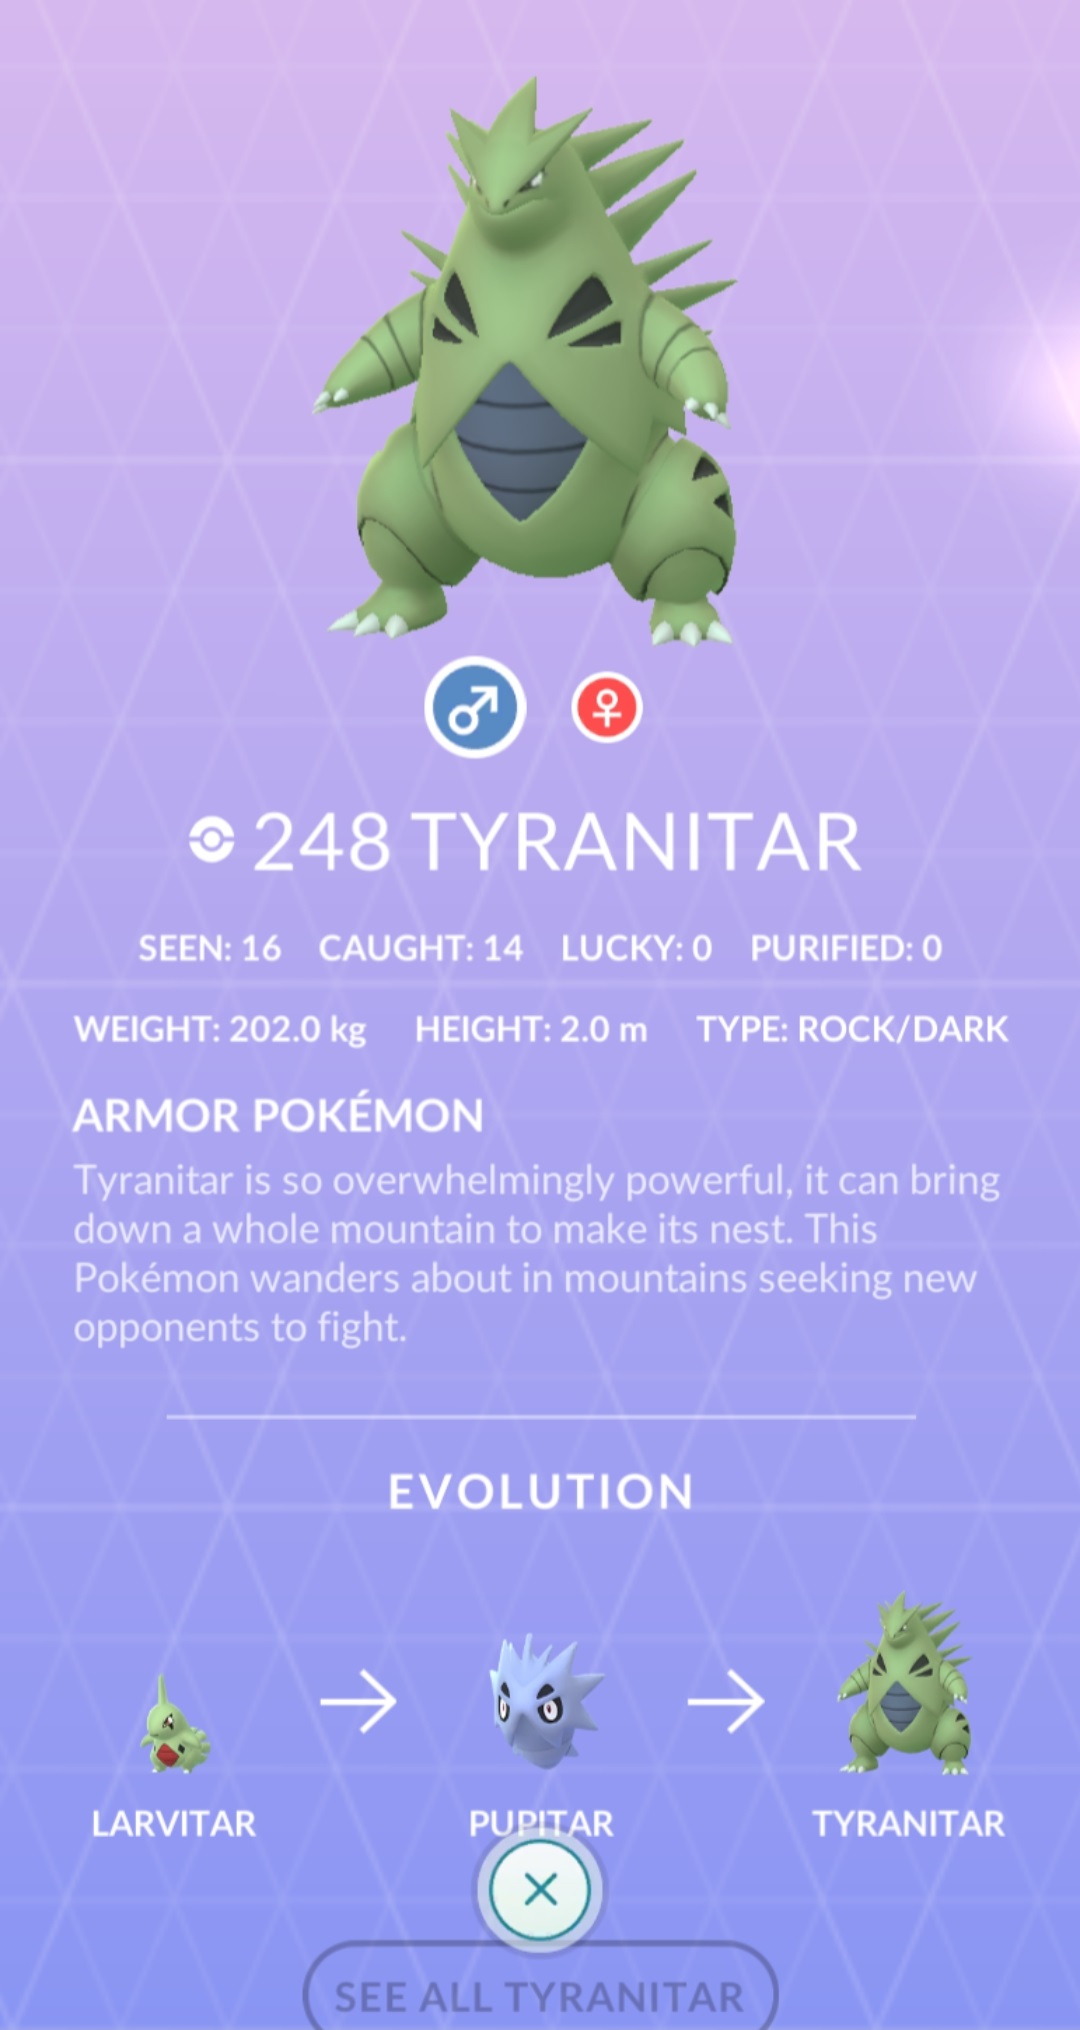 248 TYRANITAR
SEEN: 16 CAUGHT: 14 LUCKY: 0 PURIFIED: 0
WEIGHT: 202.0 kg HEIGHT: 2.0 m TYPE: ROCK/DARK
ARMOR POKÉMON
Tyranitar is so overwhelmingly powerful, it can bring
down a whole mountain to make its nest. This
Pokémon wanders about in mountains seeking new
opponents to fight.
EVOLUTION
LARVITAR PUPITAR TYRANITAR
SEE ALL TYRANITAR